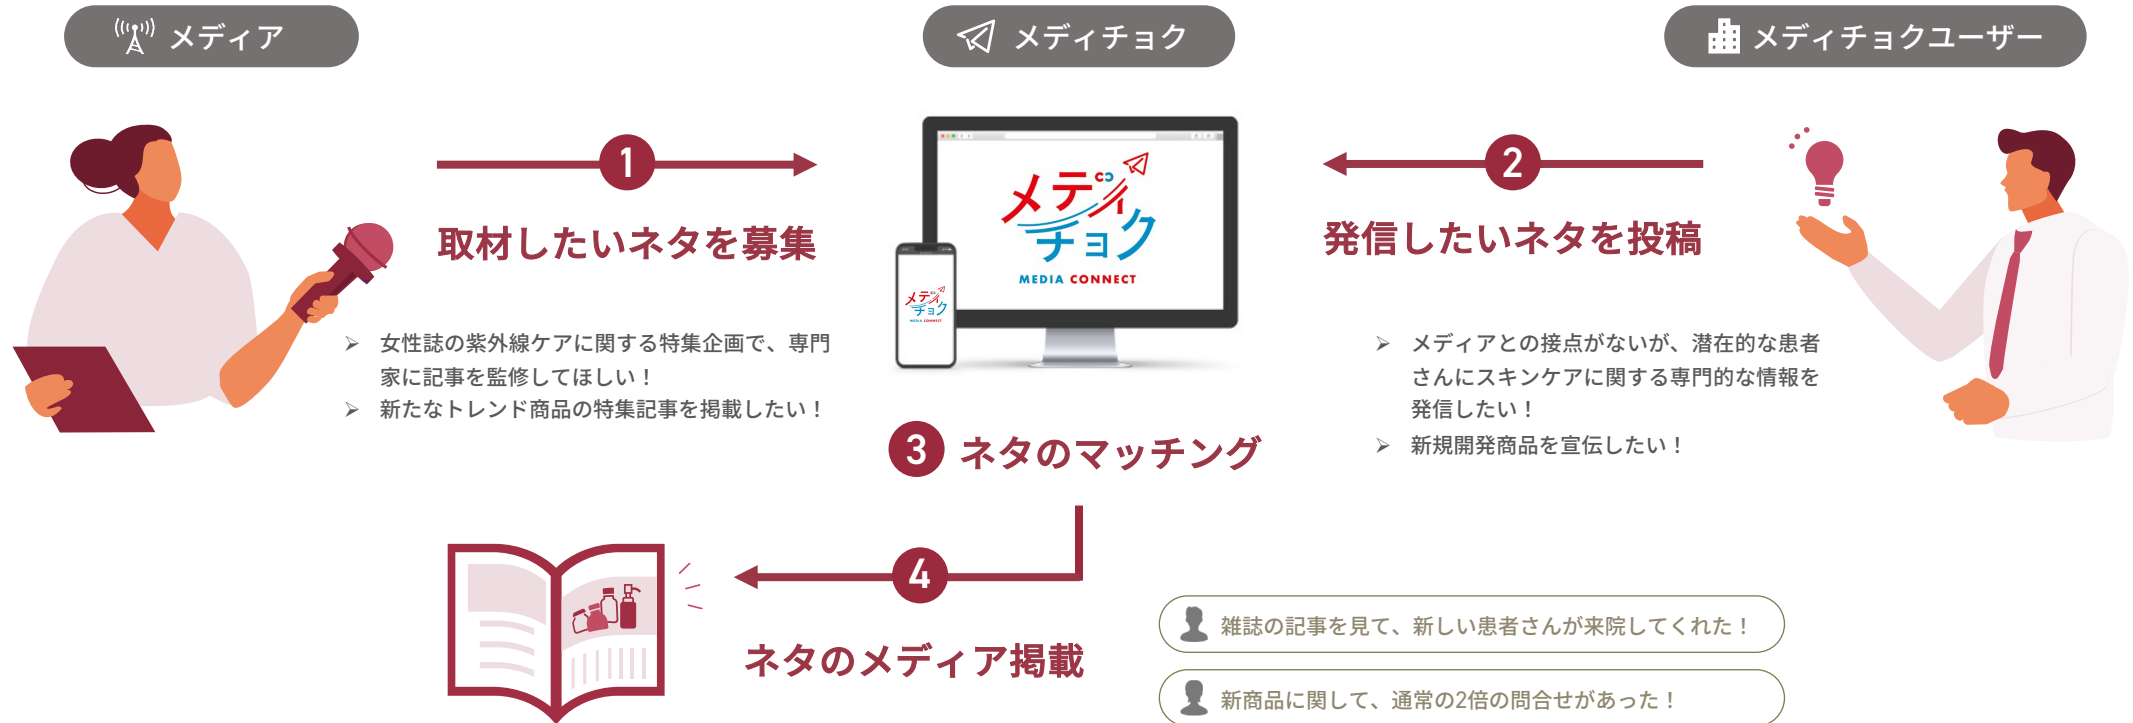 メディア
メディチョク
メディチョクユーザー
1
取材したいネタを募集
女性誌の紫外線ケアに関する特集企画で、専門
家に記事を監修してほしい！
新たなトレンド商品の特集記事を掲載したい！
メディチョク
MEDIA CONNECT
メディチョク
MEDIA CONNECT
2
発信したいネタを投稿
メディアとの接点がないが、潜在的な患者
さんにスキンケアに関する専門的な情報を
発信したい！
新規開発商品を宣伝したい！
3 ネタのマッチング
4
ネタのメディア掲載
雑誌の記事を見て、新しい患者さんが来院してくれた！
新商品に関して、通常の2倍の問合せがあった！